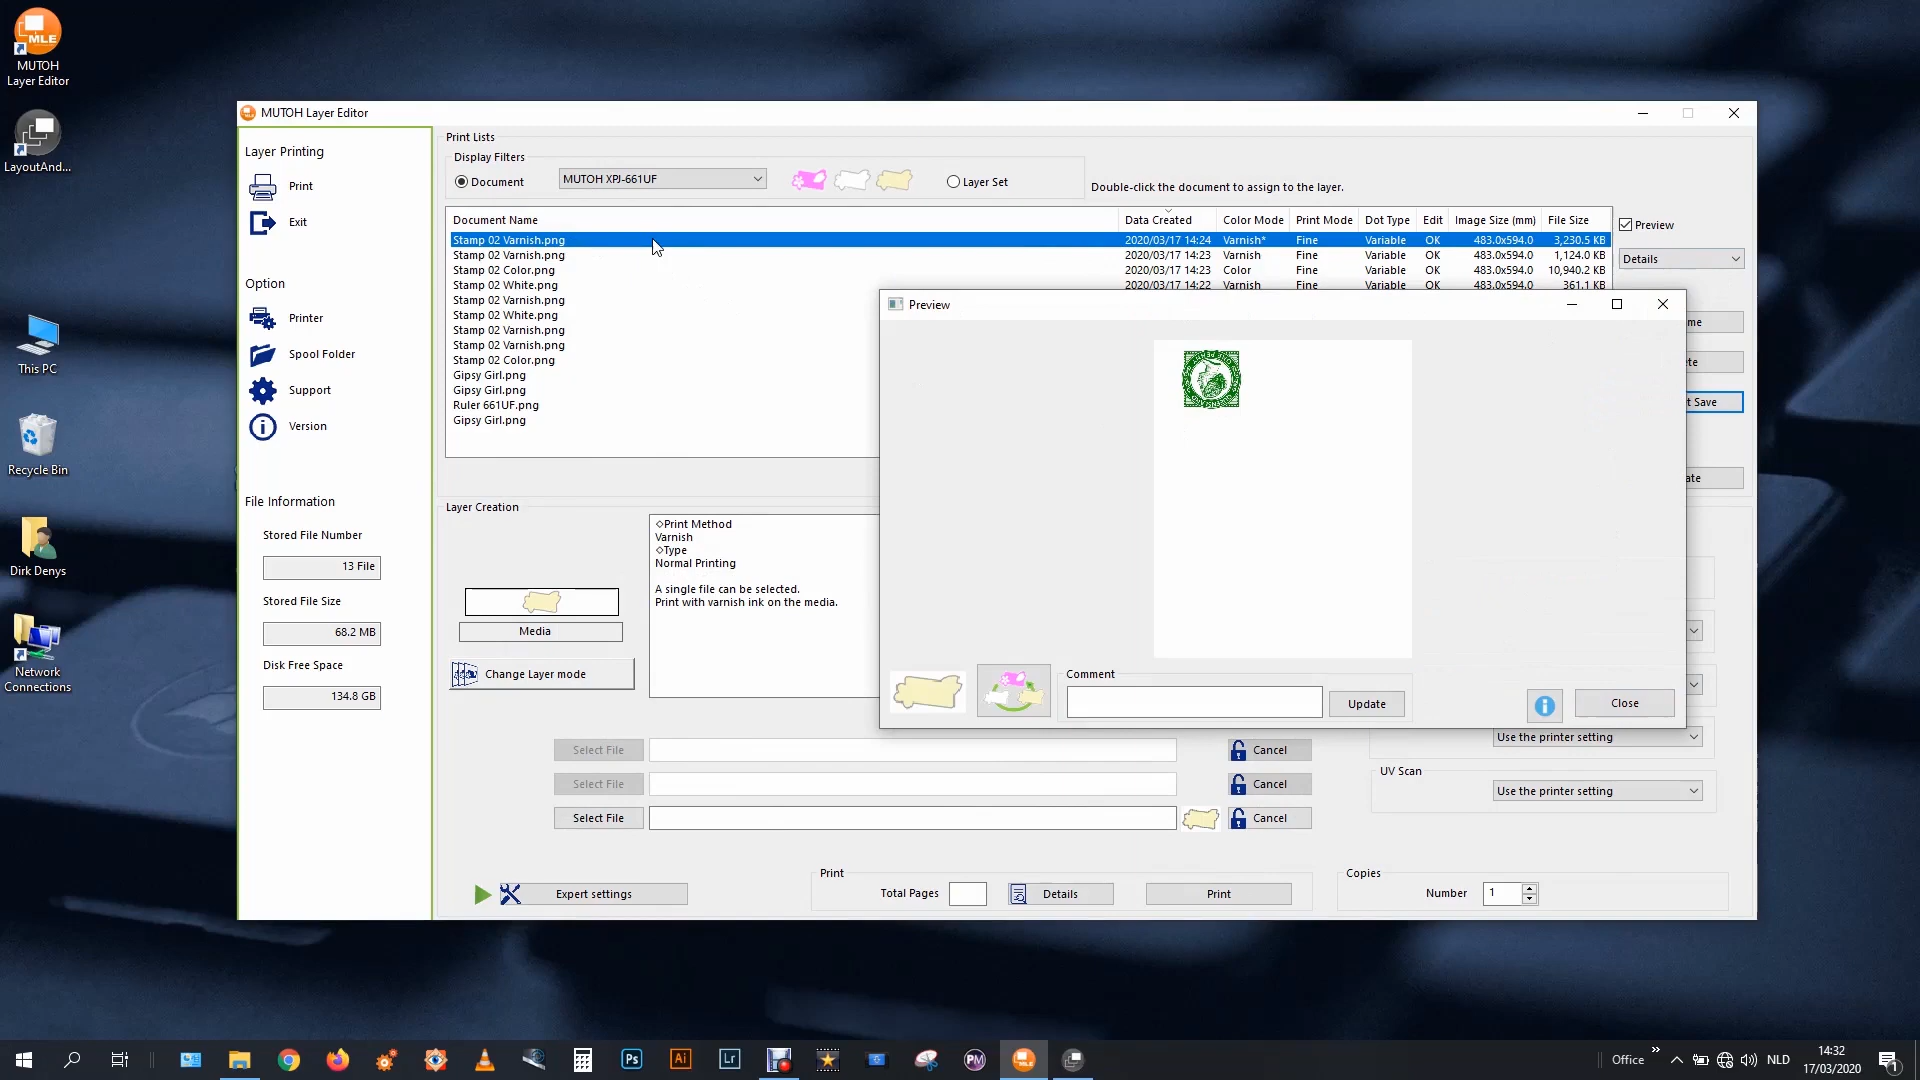 MLE
MUTOH
Layer Editor
LayoutAnd...
This PC
Recycle Bin
Dirk Denys
Network
Connections
MUTOH Layer Editor
Layer Printing
Print
Exit
Option
Printer
Spool Folder
Support
Version
File Information
Stored File Number
13 File
Stored File Size
68.2 MB
Disk Free Space
134.8 GB
Print Lists
Display Filters
Document
MUTOH XPJ-661UF
Layer Set
Double-click the document to assign to the layer.
Document Name Data Created Color Mode Print Mode Dot Type Edit Image Size (mm) File Size
Stamp 02 Varnish.png 2020/03/17 14:24 Varnish* Fine Variable OK 483.0x594.0 3,230.5 KB
Stamp 02 Varnish.png 2020/03/17 14:23 Varnish Fine Variable OK 483.0x594.0 1,124.0 KB
Stamp 02 Color.png 2020/03/17 14:23 Color Fine Variable OK 483.0x594.0 10,940.2 KB
Stamp 02 White.png 2020/03/17 14:22 Varnish Fine Variable OK 483.0x594.0 361.1 KB
Stamp 02 Varnish.png
Stamp 02 White.png
Stamp 02 Varnish.png
Stamp 02 Varnish.png
Stamp 02 Color.png
Gipsy Girl.png
Gipsy Girl.png
Ruler 661UF.png
Gipsy Girl.png
Preview
Details
me
te
t Save
ate
Preview
Comment
Update
Close
Layer Creation
◇Print Method
Varnish
◇Type
Normal Printing
A single file can be selected.
Print with varnish ink on the media.
Media
Change Layer mode
Select File Cancel
Select File Cancel
Select File Cancel
Use the printer setting
UV Scan
Use the printer setting
Expert settings
Print
Total Pages
Details
Print
Copies
Number 1
Ps
Ai
Lr
PM
Office
NLD
14:32
17/03/2020
1